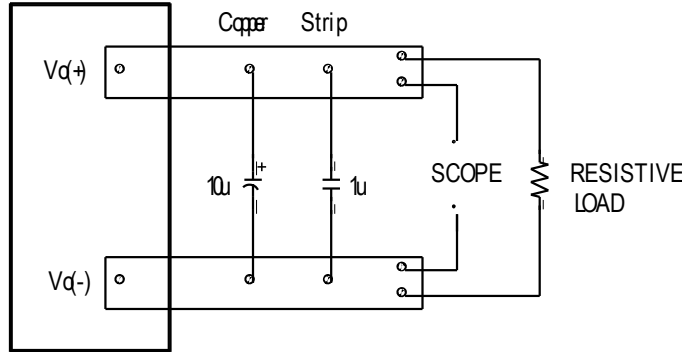 Copper Strip
Vo(+)
+
10u
1u
SCOPE
RESISTIVE
LOAD
Vo(-)